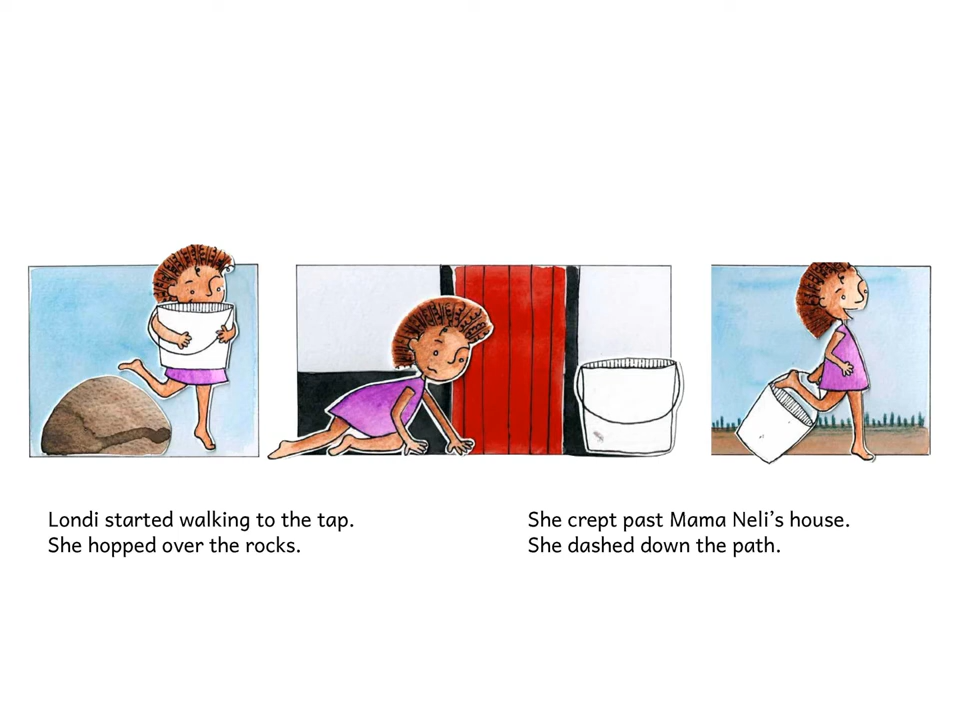 Londi started walking to the tap.
She hopped over the rocks.
She crept past Mama Neli’s house.
She dashed down the path.